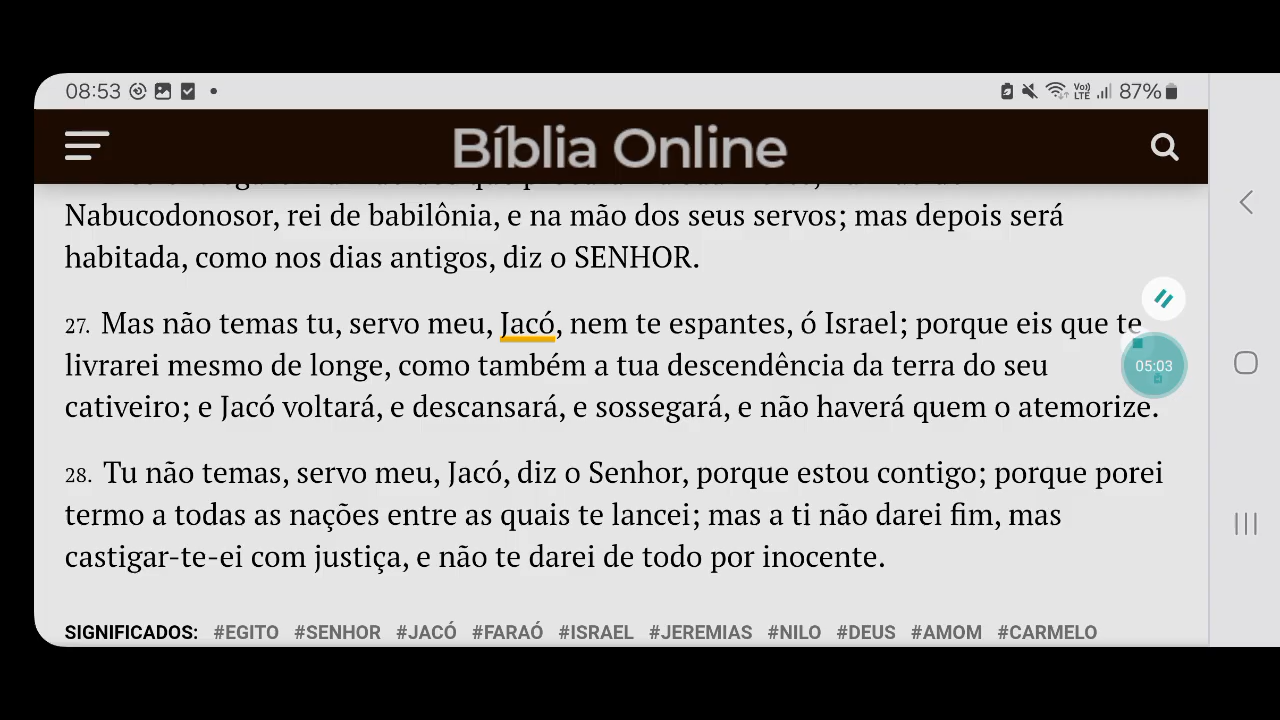 08:53
Vo)) LTE 87%
Bíblia Online
Nabucodonosor, rei de babilônia, e na mão dos seus servos; mas depois será
habitada, como nos dias antigos, diz o SENHOR.
27. Mas não temas tu, servo meu, Jacó, nem te espantes, ó Israel; porque eis que te
livrarei mesmo de longe, como também a tua descendência da terra do seu
05:03
cativeiro; e Jacó voltará, e descansará, e sossegará, e não haverá quem o atemorize.
28. Tu não temas, servo meu, Jacó, diz o Senhor, porque estou contigo; porque porei
termo a todas as nações entre as quais te lancei; mas a ti não darei fim, mas
castigar-te-ei com justiça, e não te darei de todo por inocente.
SIGNIFICADOS: #EGITO #SENHOR #JACÓ #FARAÓ #ISRAEL #JEREMIAS #NILO #DEUS #AMOM #CARMELO